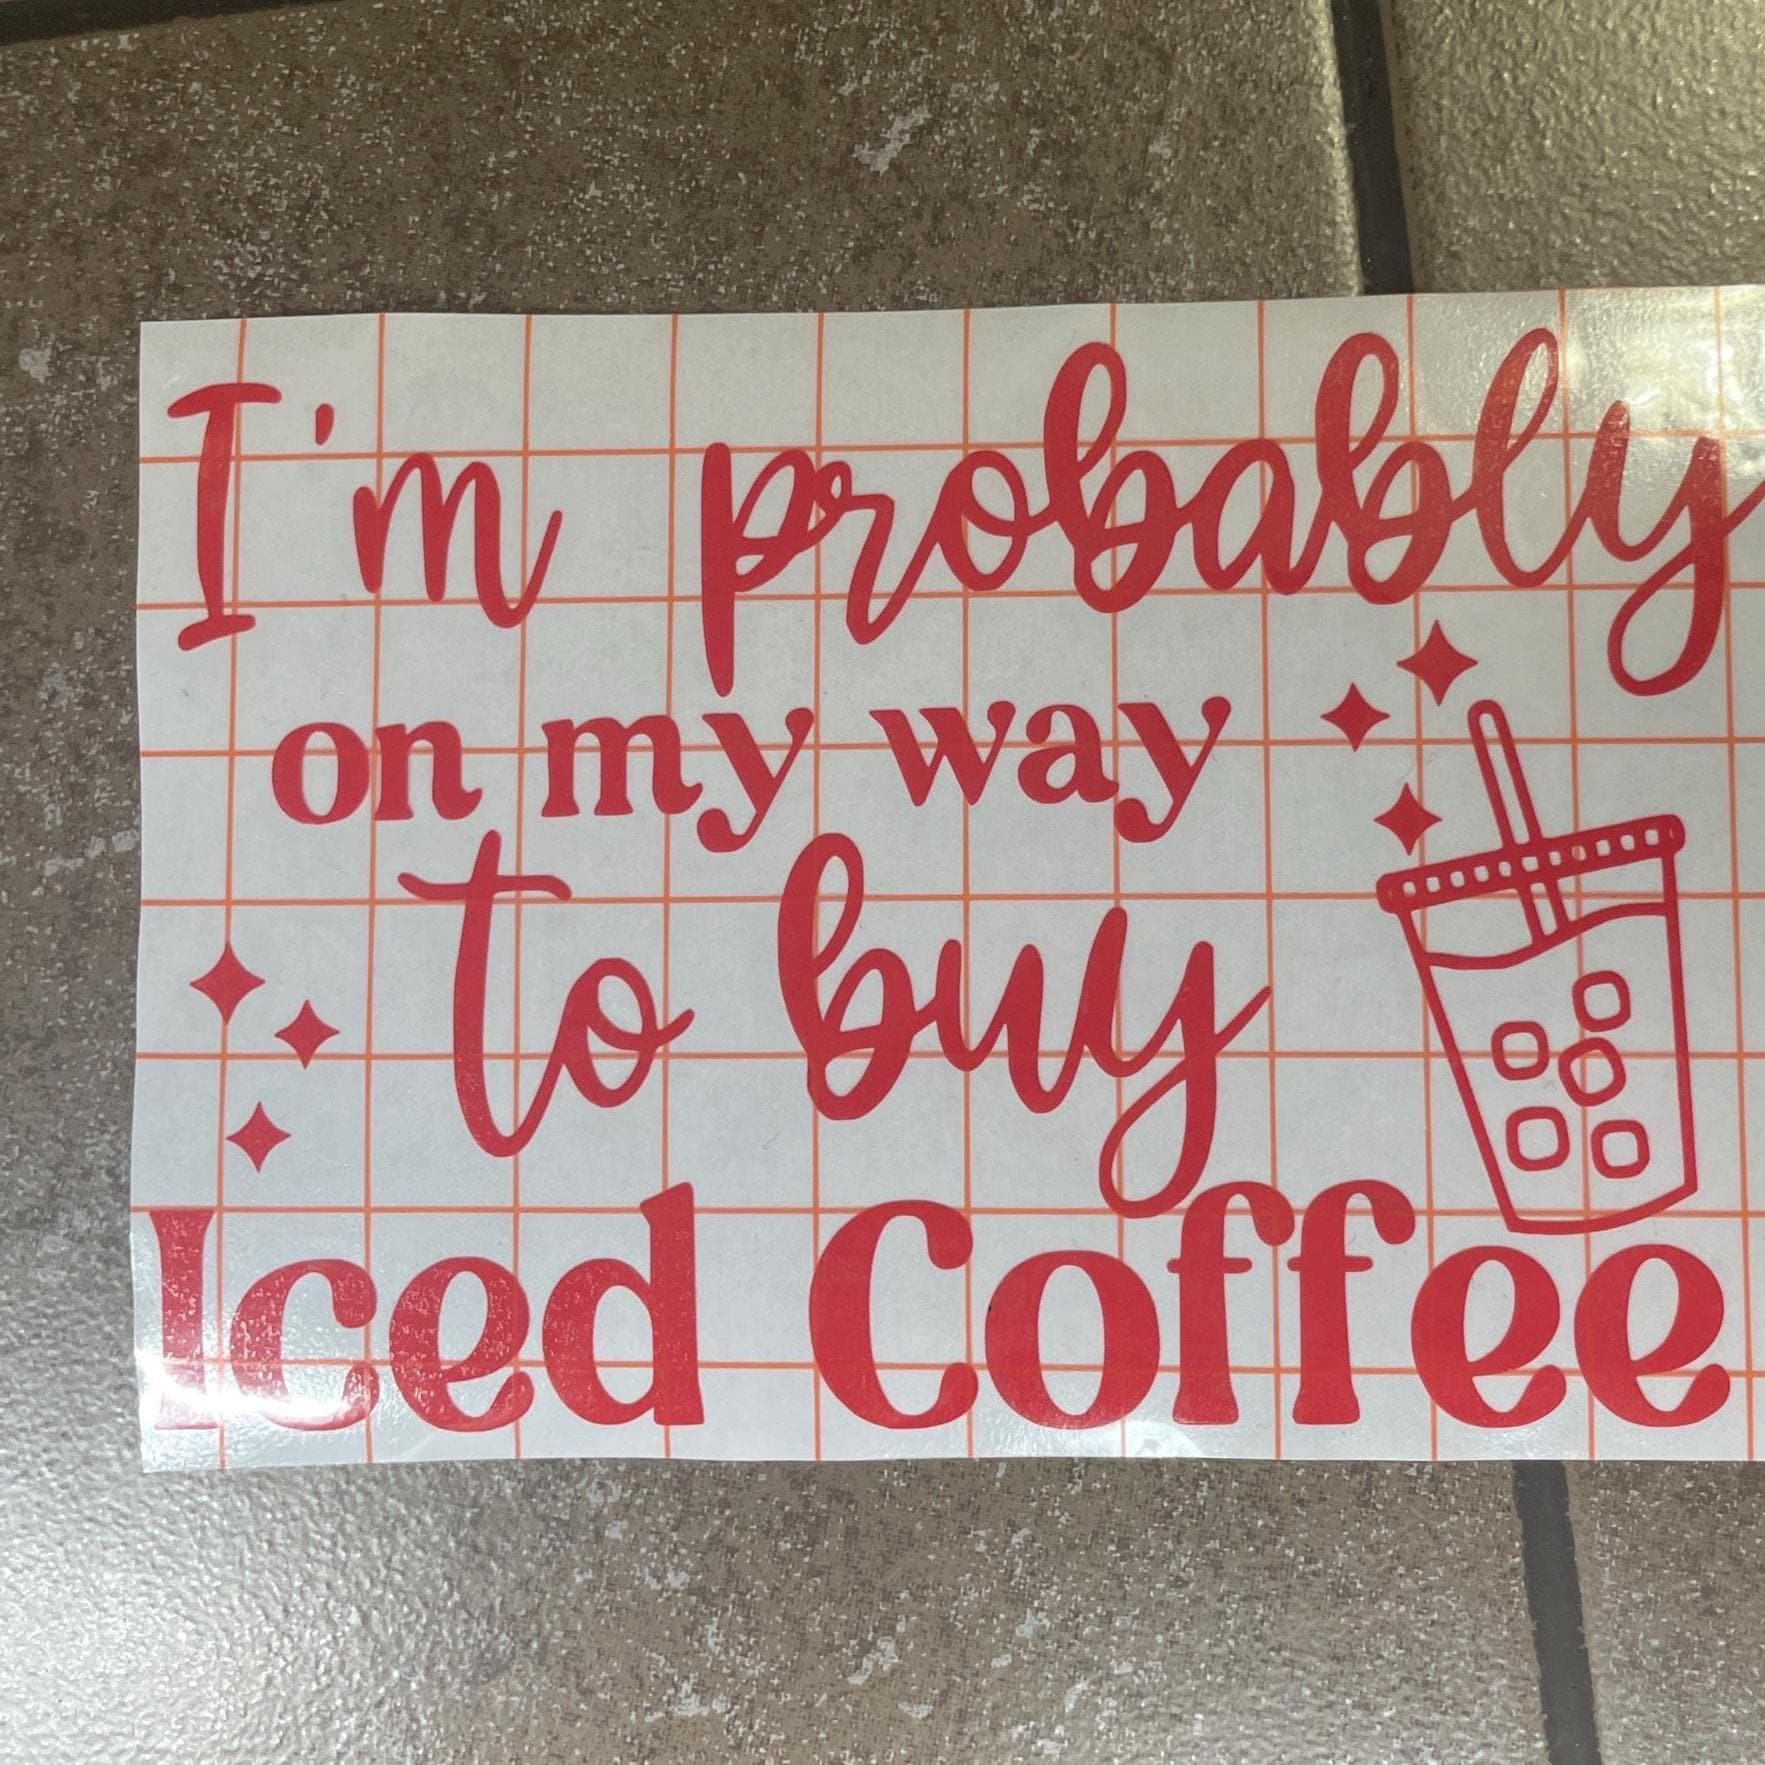 I'm probably
on my way
to buy
Iced Coffee